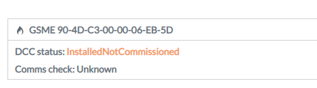 GSME 90-4D-C3-00-00-06-EB-5D
DCC status: InstalledNotCommissioned
Comms check: Unknown